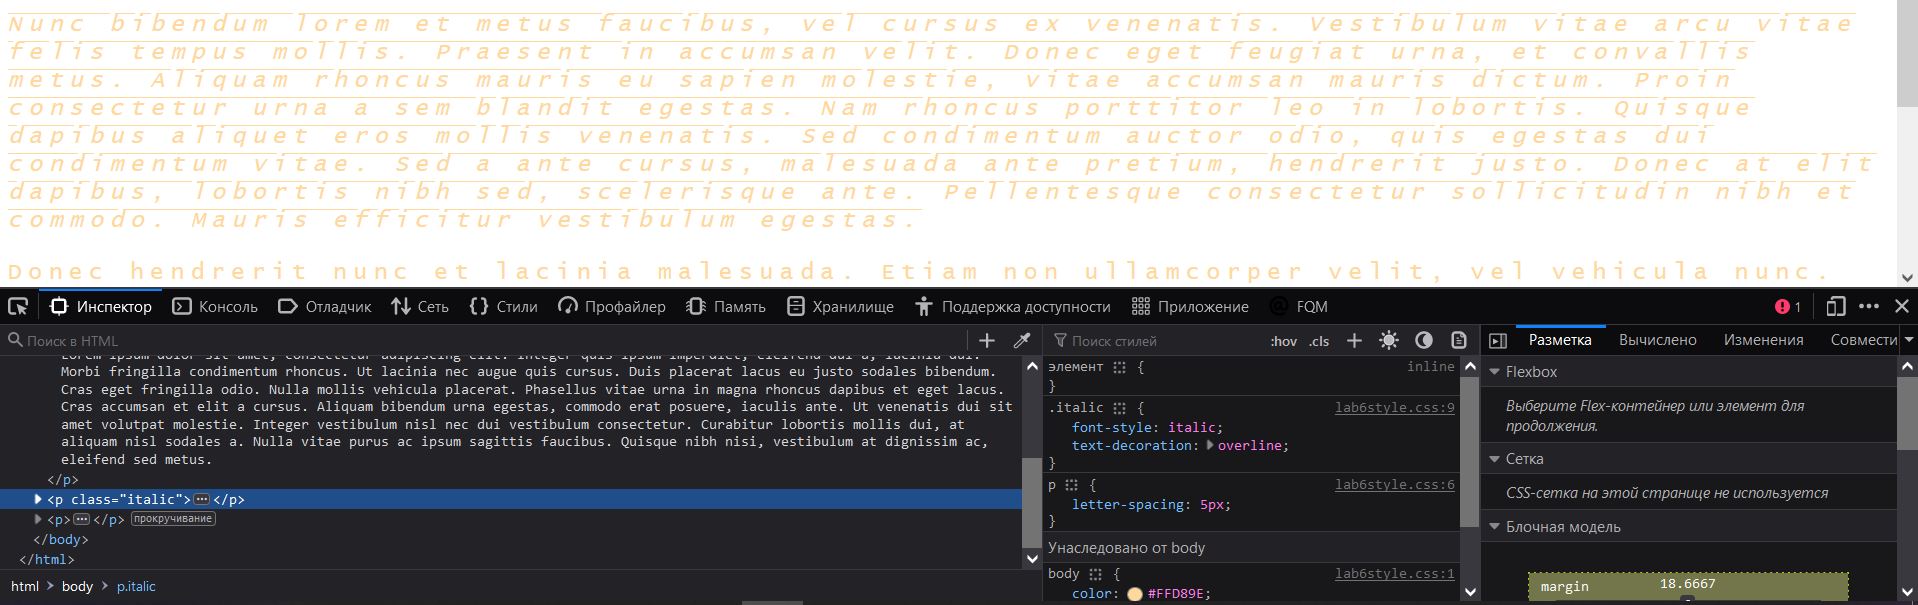 Nunc bibendum lorem et metus faucibus, vel cursus ex venenatis. Vestibulum vitae arcu vitae
felis tempus mollis. Praesent in accumsan velit. Donec eget feugiat urna, et convallis
metus. Aliquam rhoncus mauris eu sapien molestie, vitae accumsan mauris dictum. Proin
consectetur urna a sem blandit egestas. Nam rhoncus porttitor leo in lobortis. Quisque
dapibus aliquet eros mollis venenatis. Sed condimentum auctor odio, quis egestas dui
condimentum vitae. Sed a ante cursus, malesuada ante pretium, hendrerit justo. Donec at elit
dapibus, lobortis nibh sed, scelerisque ante. Pellentesque consectetur sollicitudin nibh et
commodo. Mauris efficitur vestibulum egestas.
Donec hendrerit nunc et lacinia malesuada. Etiam non ullamcorper velit, vel vehicula nunc.
Инспектор Консоль Отладчик Сеть Стили Профайлер Память Хранилище Поддержка доступности Приложение FQM 1
Поиск в HTML
Lorem ipsum dolor sit amet, consectetur adipiscing elit. Integer quis ipsum imperdiet, eleifend dui a, lacinia dui.
Morbi fringilla condimentum rhoncus. Ut lacinia nec augue quis cursus. Duis placerat lacus eu justo sodales bibendum.
Cras eget fringilla odio. Nulla mollis vehicula placerat. Phasellus vitae urna in magna rhoncus dapibus et eget lacus.
Cras accumsan et elit a cursus. Aliquam bibendum urna egestas, commodo erat posuere, iaculis ante. Ut venenatis dui sit
amet volutpat molestie. Integer vestibulum nisl nec dui vestibulum consectetur. Curabitur lobortis mollis dui, at
aliquam nisl sodales a. Nulla vitae purus ac ipsum sagittis faucibus. Quisque nibh nisi, vestibulum at dignissim ac,
eleifend sed metus.
</p>
<p class="italic"> ••• </p>
<p> ••• </p> прокручивание
</body>
</html>
html > body > p.italic
Поиск стилей :hov .cls
элемент { inline
}
.italic { lab6style.css:9
font-style: italic;
text-decoration: overline;
}
p { lab6style.css:6
letter-spacing: 5px;
}
Унаследовано от body
body { lab6style.css:1
color: #FFD89E;
Разметка Вычислено Изменения Совмести
Flexbox
Выберите Flex-контейнер или элемент для
продолжения.
Сетка
CSS-сетка на этой странице не используется
Блочная модель
margin 18.6667